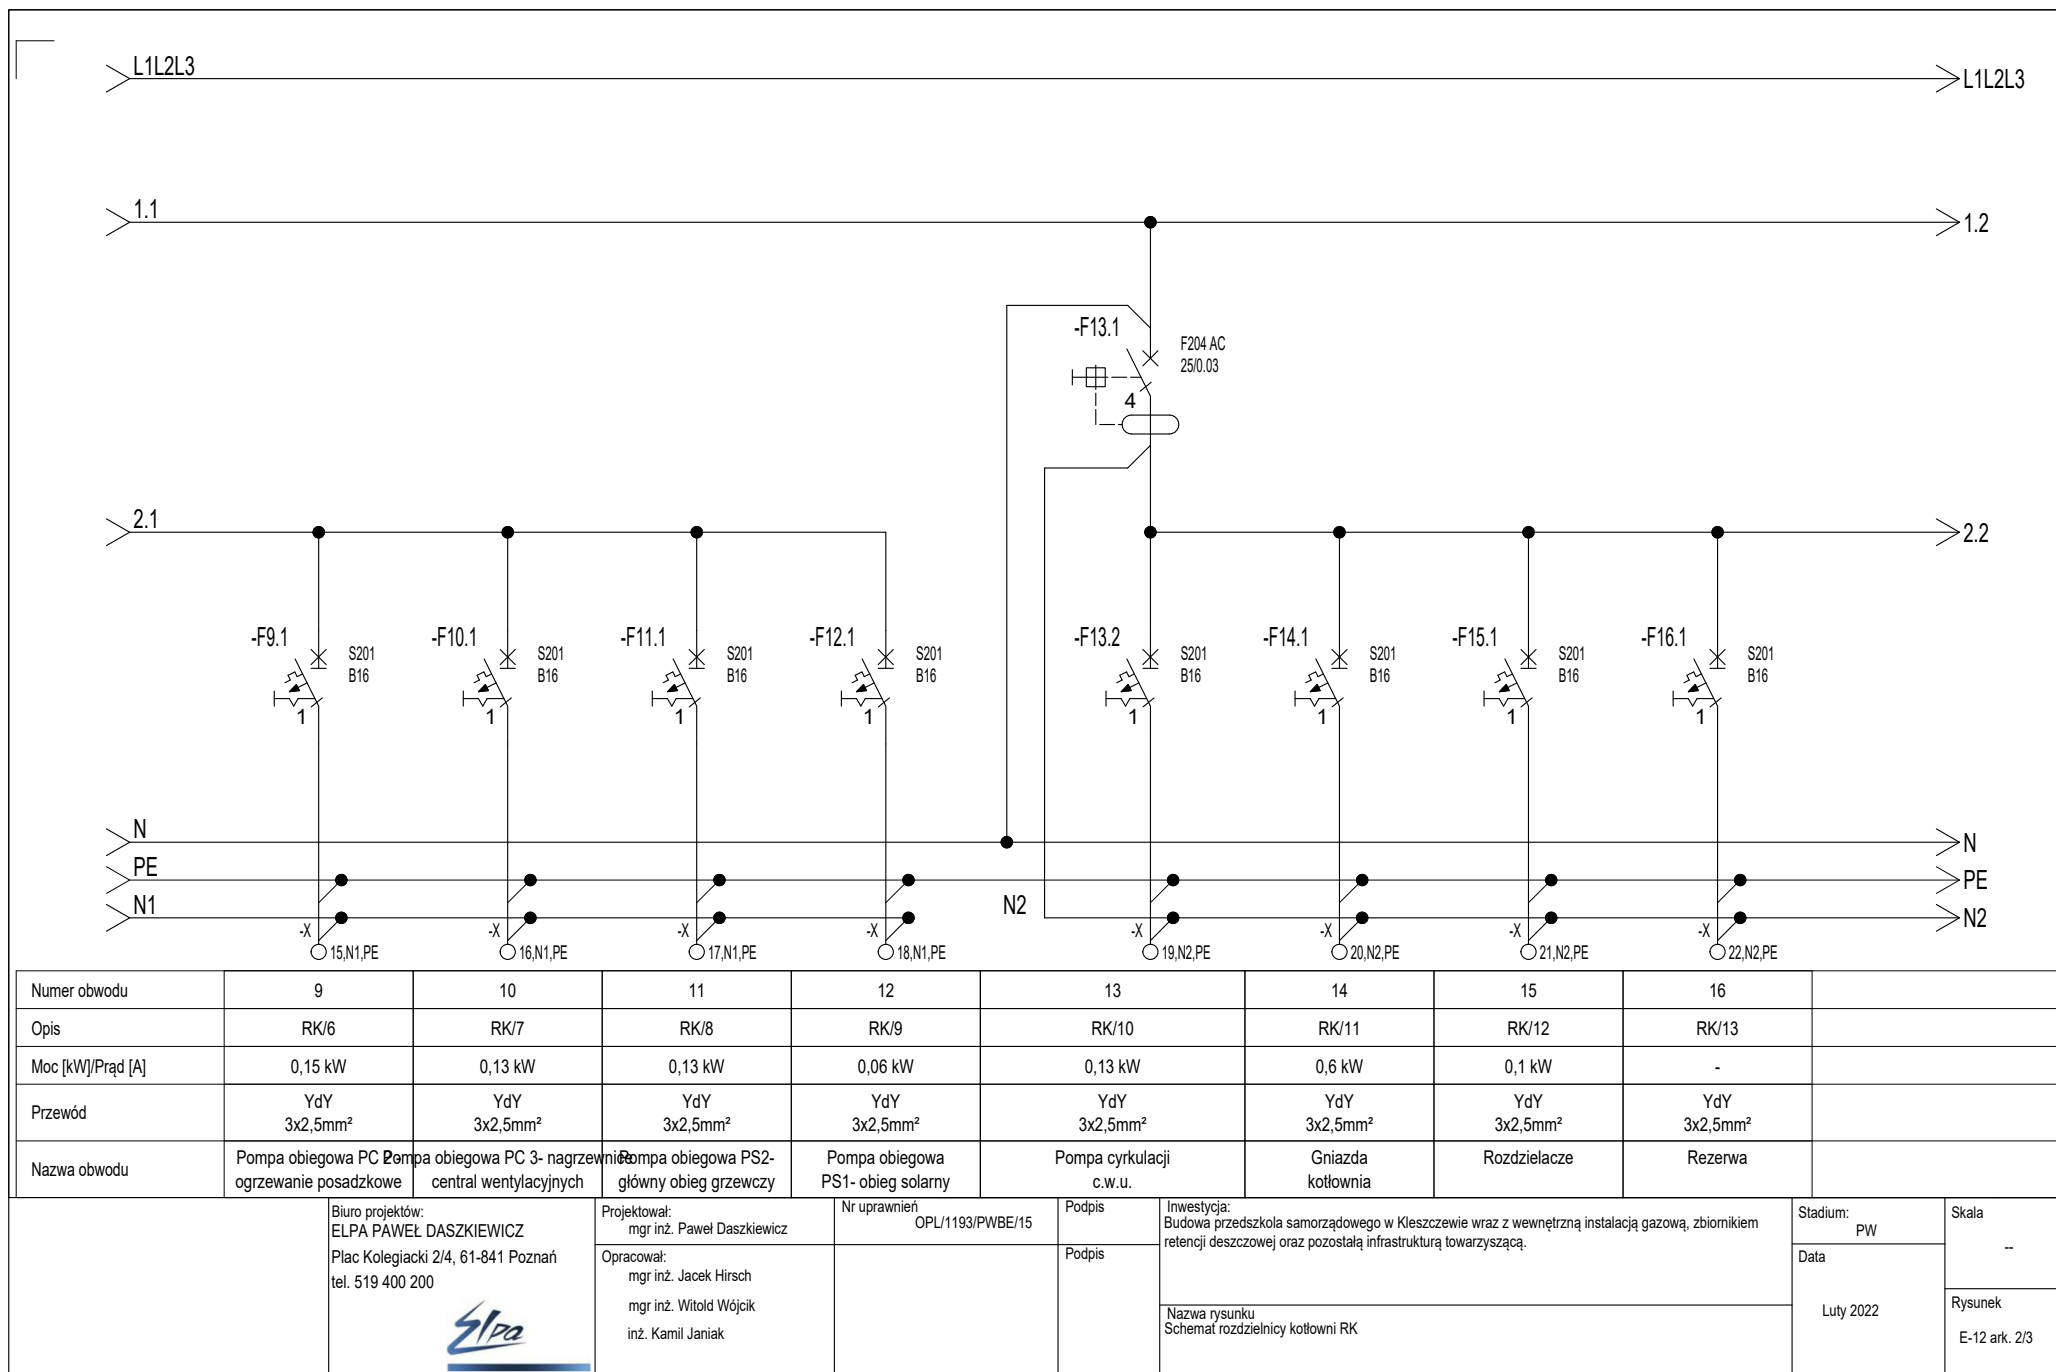 L1L2L3
L1L2L3
1.1
1.2
-F13.1
F204 AC
25/0.03
4
2.1
2.2
-F9.1
S201
B16
1
-F10.1
S201
B16
1
-F11.1
S201
B16
1
-F12.1
S201
B16
1
-F13.2
S201
B16
1
-F14.1
S201
B16
1
-F15.1
S201
B16
1
-F16.1
S201
B16
1
N
N
PE
PE
N1
N2
N2
-X
15,N1,PE
-X
16,N1,PE
-X
17,N1,PE
-X
18,N1,PE
-X
19,N2,PE
-X
20,N2,PE
-X
21,N2,PE
-X
22,N2,PE
Numer obwodu 9 10 11 12 13 14 15 16
Opis RK/6 RK/7 RK/8 RK/9 RK/10 RK/11 RK/12 RK/13
Moc [kW]/Prąd [A] 0,15 kW 0,13 kW 0,13 kW 0,06 kW 0,13 kW 0,6 kW 0,1 kW -
Przewód
YdY YdY YdY YdY YdY YdY YdY YdY
3x2,5mm² 3x2,5mm² 3x2,5mm² 3x2,5mm² 3x2,5mm² 3x2,5mm² 3x2,5mm² 3x2,5mm²
Nazwa obwodu
Pompa obiegowa PC 2-
ogrzewanie posadzkowe
Pompa obiegowa PC 3- nagrzewnice
central wentylacyjnych
Pompa obiegowa PS2-
główny obieg grzewczy
Pompa obiegowa
PS1- obieg solarny
Pompa cyrkulacji
c.w.u.
Gniazda
kotłownia
Rozdzielacze
Rezerwa
Biuro projektów:
ELPA PAWEŁ DASZKIEWICZ
Plac Kolegiacki 2/4, 61-841 Poznań
tel. 519 400 200
Elpa
Projektował:
mgr inż. Paweł Daszkiewicz
Opracował:
mgr inż. Jacek Hirsch
mgr inż. Witold Wójcik
inż. Kamil Janiak
Nr uprawnień
OPL/1193/PWBE/15
Podpis
Podpis
Inwestycja:
Budowa przedszkola samorządowego w Kleszczewie wraz z wewnętrzną instalacją gazową, zbiornikiem
retencji deszczowej oraz pozostałą infrastrukturą towarzyszącą.
Nazwa rysunku
Schemat rozdzielnicy kotłowni RK
Stadium:
PW
Data
Luty 2022
Skala
--
Rysunek
E-12 ark. 2/3